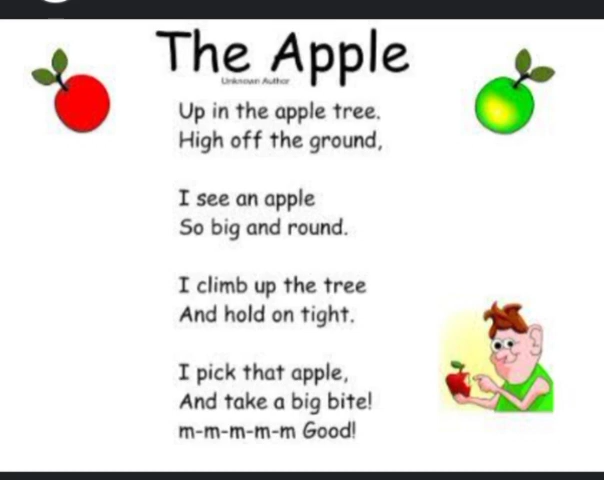 The Apple
Unknown Author
Up in the apple tree.
High off the ground,
I see an apple
So big and round.
I climb up the tree
And hold on tight.
I pick that apple,
And take a big bite!
m-m-m-m-m Good!